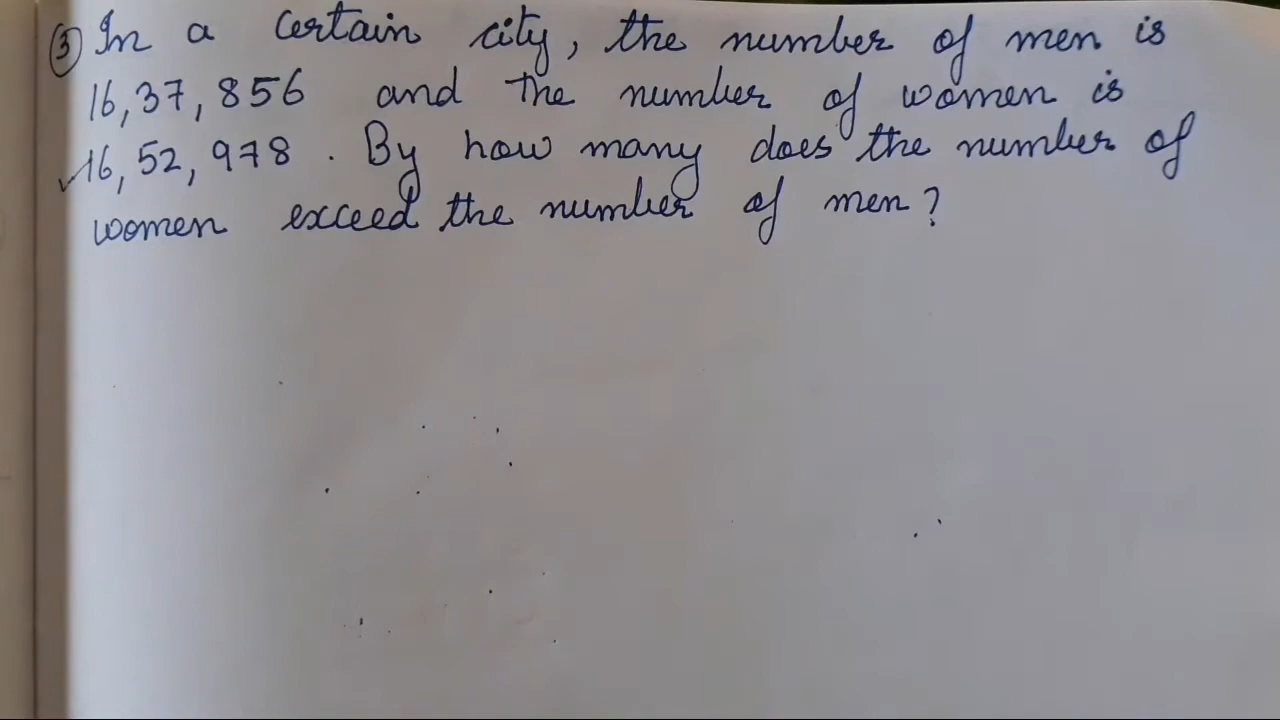 ③ In a certain city, the number of men is
16,37,856 and the number of women is
✓16,52,978. By how many does the number of
women exceed the number of men?